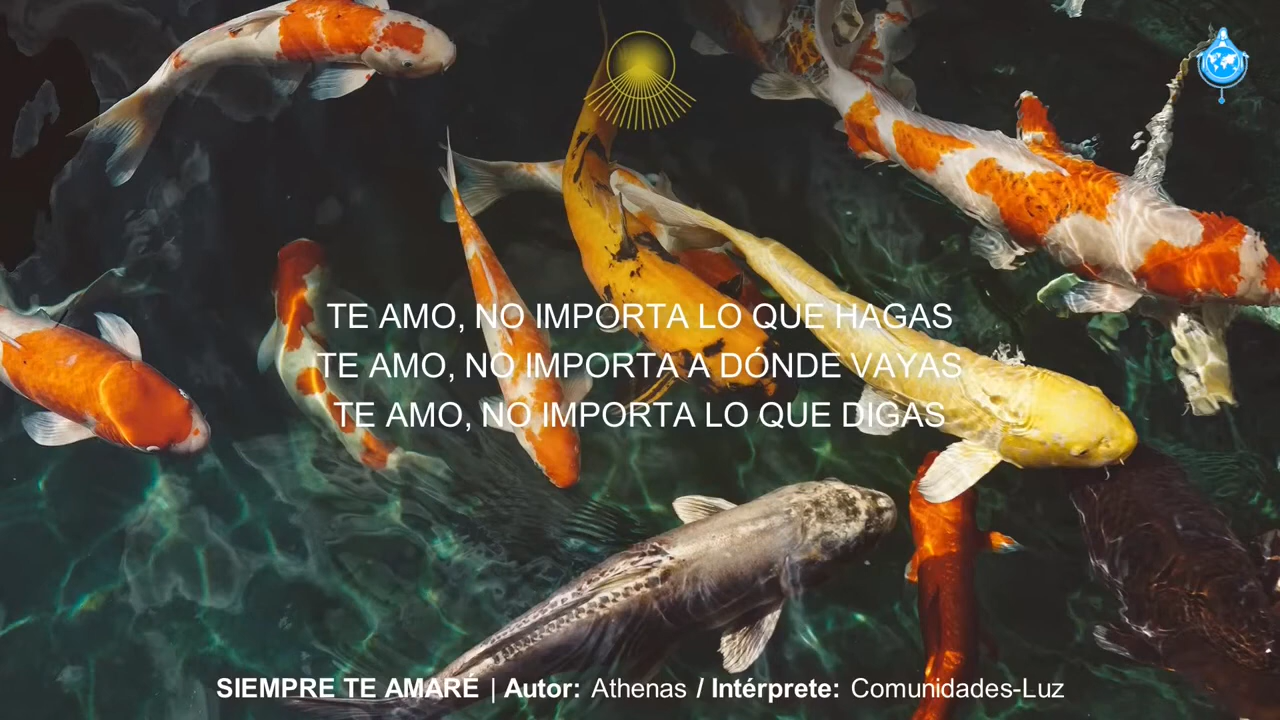 TE AMO, NO IMPORTA LO QUE HAGAS
TE AMO, NO IMPORTA A DÓNDE VAYAS
TE AMO, NO IMPORTA LO QUE DIGAS
SIEMPRE TE AMARÉ | Autor: Athenas / Intérprete: Comunidades-Luz